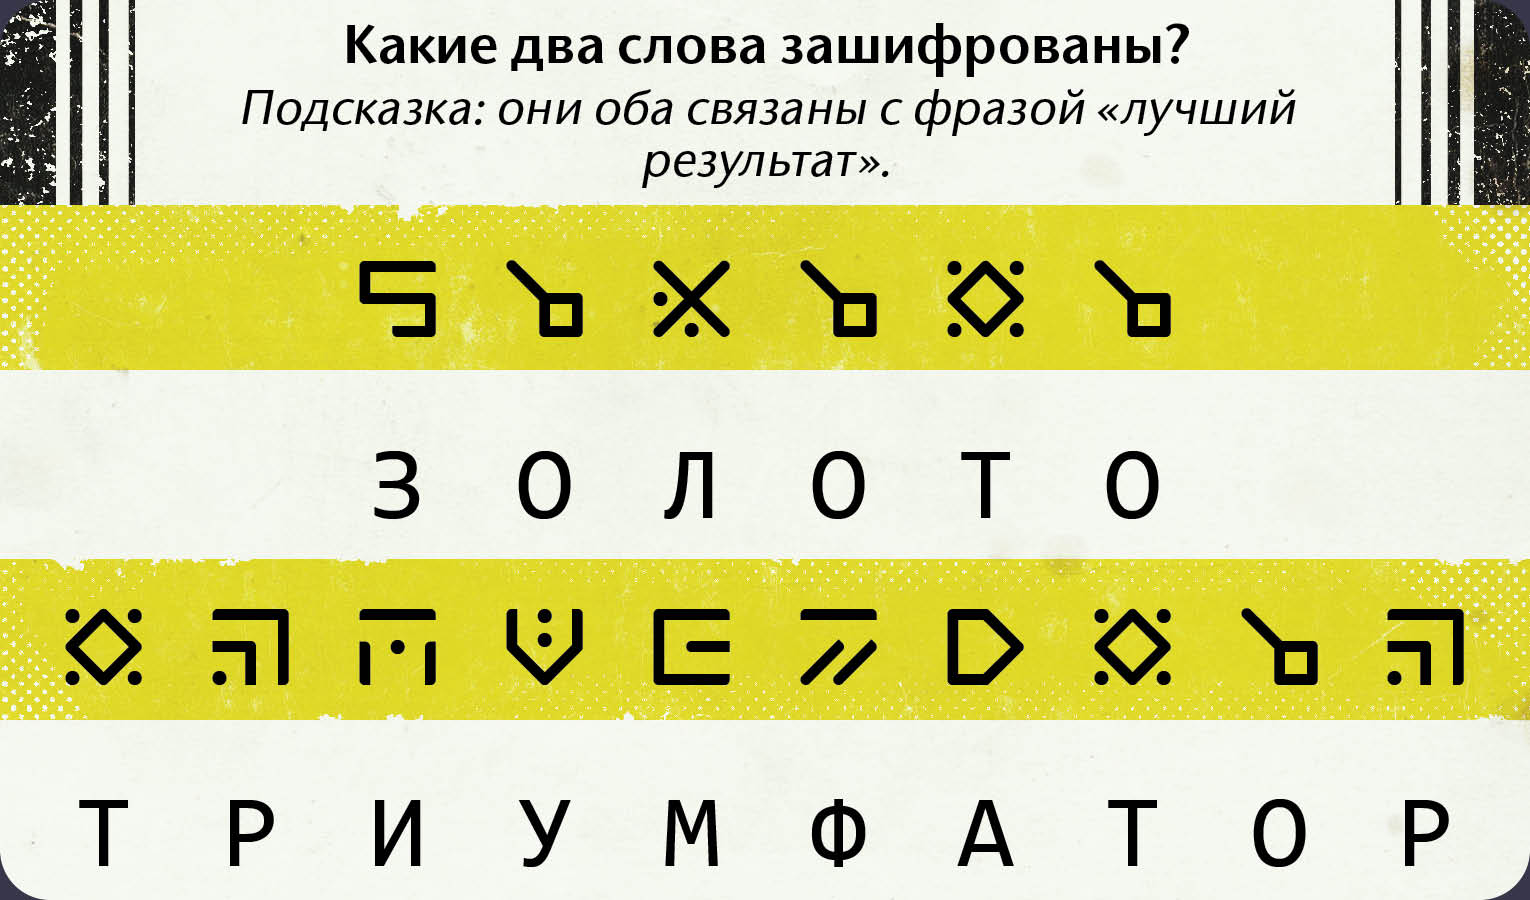 Какие два слова зашифрованы?
Подсказка: они оба связаны с фразой «лучший
результат».
З О Л О Т О
Т Р И У М Ф А Т О Р